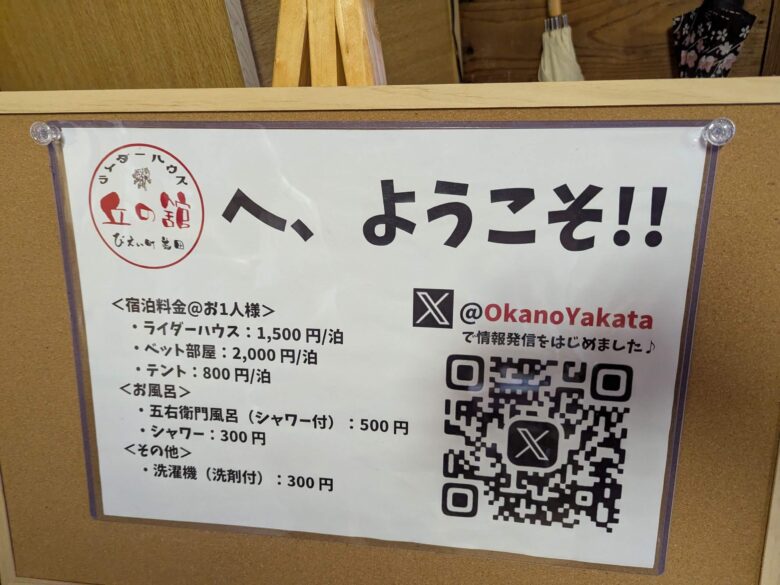 ライダーハウス
丘の館
びえい町 美田
へ、ようこそ!!
<宿泊料金@お1人様>
・ライダーハウス：1,500円/泊
・ベット部屋：2,000円/泊
・テント：800円/泊
<お風呂>
・五右衛門風呂（シャワー付）：500円
・シャワー：300円
<その他>
・洗濯機（洗剤付）：300円
X @OkanoYakata
で情報発信をはじめました♪
X